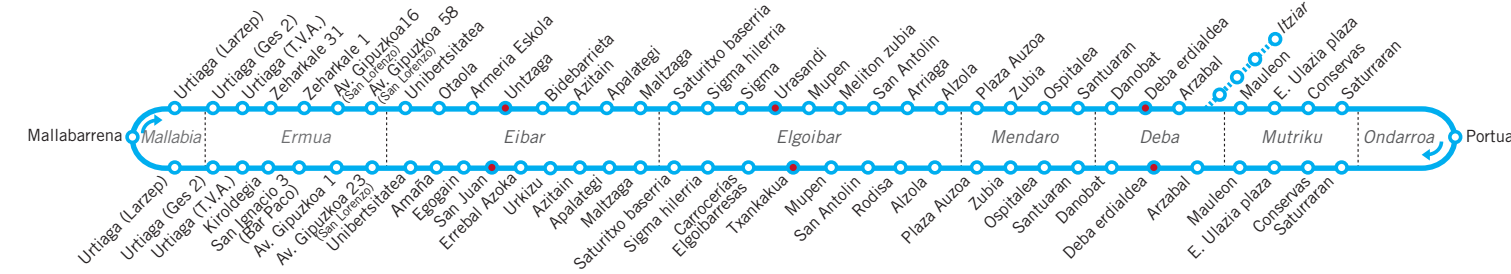 Urtiaga (Larzep)
Urtiaga (Ges 2)
Urtiaga (T.V.A.)
Zeharkale 31
Zeharkale 1
Av. Gipuzkoa16
(San Lorenzo)
Av. Gipuzkoa 58
(San Lorenzo)
Unibertsitatea
Otaola
Armeria Eskola
Untzaga
Bidebarrieta
Azitain
Apalategi
Maltzaga
Saturitxo baserria
Sigma hilerria
Sigma
Urasandi
Mupen
Meliton zubia
San Antolin
Arriaga
Alzola
Plaza Auzoa
Zubia
Ospitalea
Santuaran
Danobat
Deba erdialdea
Arzabal
Itziar
Mauleon
E. Ulazia plaza
Conservas
Saturraran
Mallabarrena
Mallabia
Ermua
Eibar
Elgoibar
Mendaro
Deba
Mutriku
Ondarroa
Portua
Urtiaga (Larzep)
Urtiaga (Ges 2)
Urtiaga (T.V.A.)
Kiroldegia
San Ignacio 3
(Bar Paco)
Av. Gipuzkoa 1
Av. Gipuzkoa 23
(San Lorenzo)
Unibertsitatea
Amaña
Egogain
San Juan
Errebal Azoka
Urkizu
Azitain
Apalategi
Maltzaga
Saturitxo baserria
Sigma hilerria
Carrocerías
Elgoibarresas
Txankakua
Mupen
San Antolin
Rodisa
Alzola
Plaza Auzoa
Zubia
Ospitalea
Santuaran
Danobat
Deba erdialdea
Arzabal
Mauleon
E. Ulazia plaza
Conservas
Saturraran